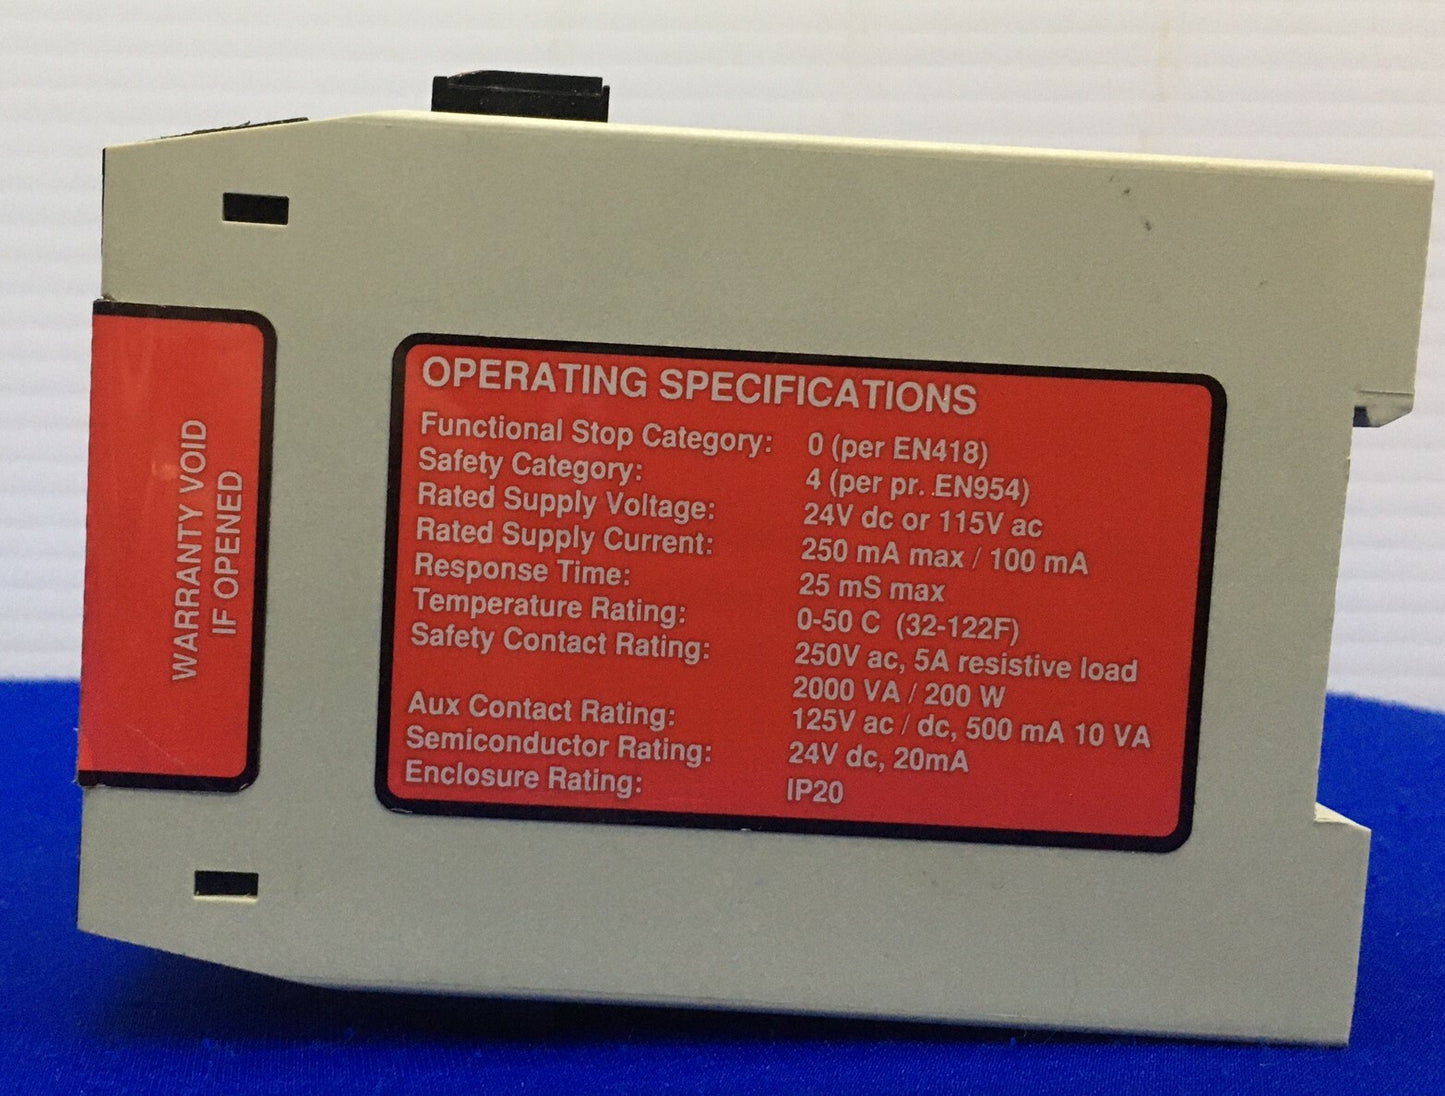 WARRANTY VOID
IF OPENED
OPERATING SPECIFICATIONS
Functional Stop Category: 0 (per EN418)
Safety Category: 4 (per pr. .EN954)
Rated Supply Voltage: 24V dc or 115V ac
Rated Supply Current: 250 mA max / 100 mA
Response Time: 25 mS max
Temperature Rating: 0-50 C (32-122F)
Safety Contact Rating: 250V ac, 5A resistive load
2000 VA / 200 W
Aux Contact Rating: 125V ac / dc, 500 mA 10 VA
Semiconductor Rating: 24V dc, 20mA
Enclosure Rating: IP20